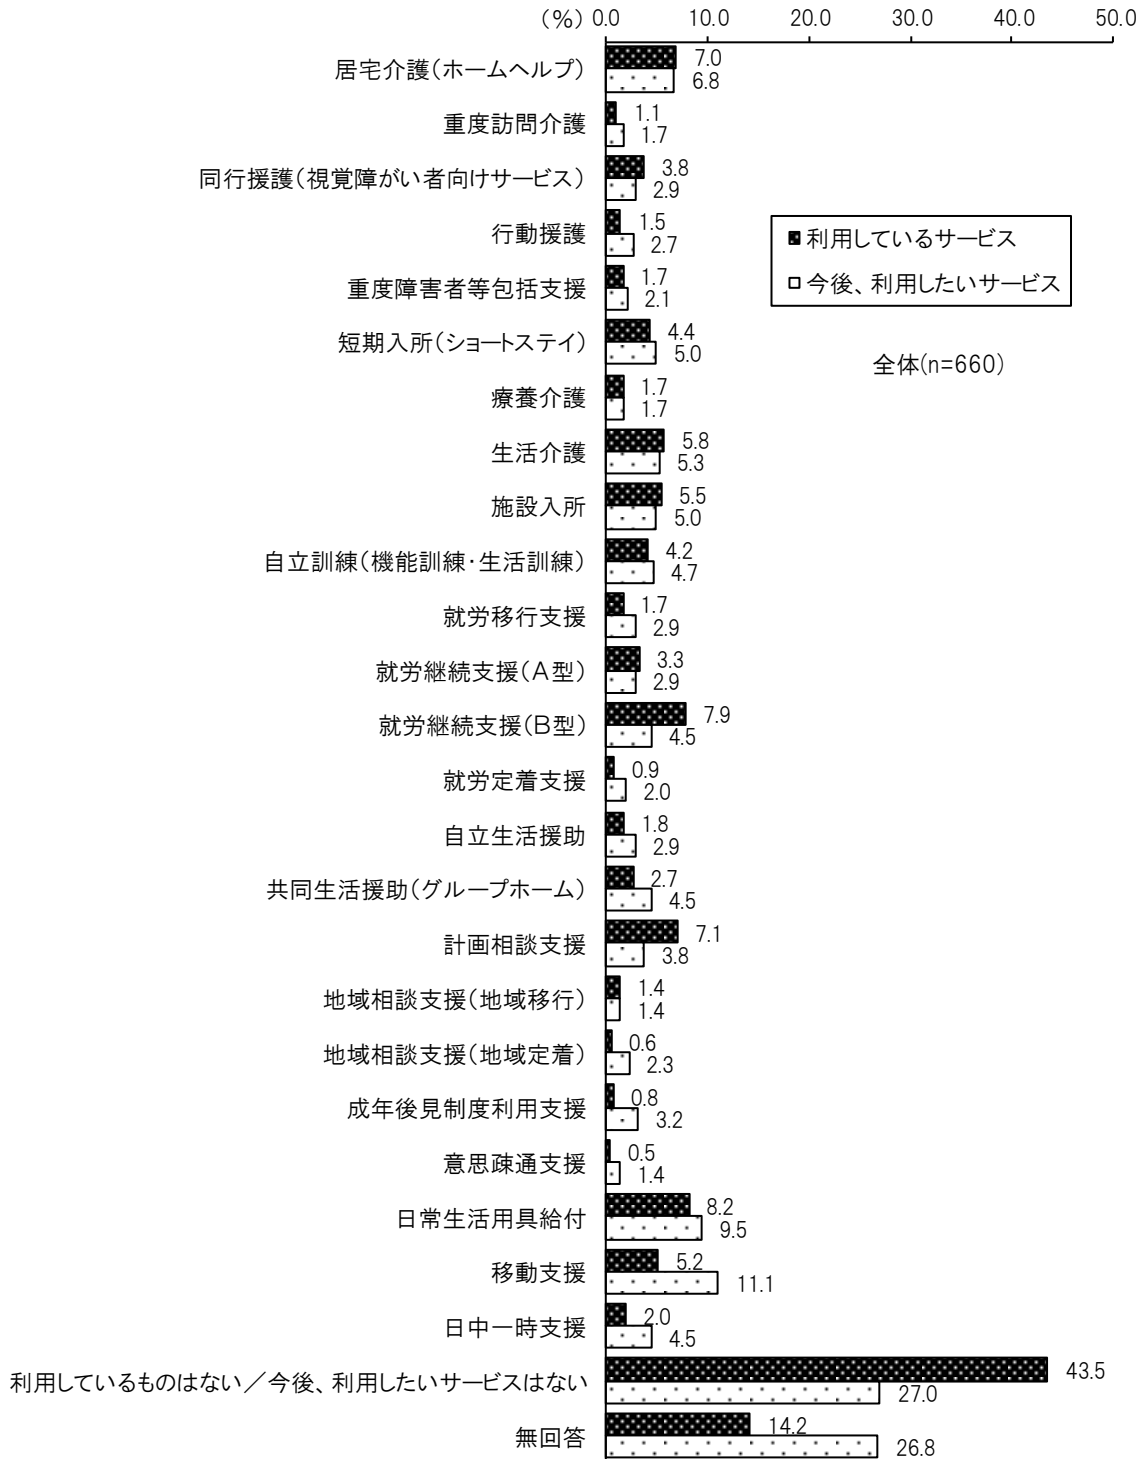 (%) 0.0 10.0 20.0 30.0 40.0 50.0
居宅介護(ホームヘルプ) 7.0 6.8
重度訪問介護 1.1 1.7
同行援護(視覚障がい者向けサービス) 3.8 2.9
行動援護 1.5 2.7
■利用しているサービス
重度障害者等包括支援 1.7 2.1
□今後、利用したいサービス
短期入所(ショートステイ) 4.4 5.0
全体(n=660)
療養介護 1.7 1.7
生活介護 5.8 5.3
施設入所 5.5 5.0
自立訓練(機能訓練・生活訓練) 4.2 4.7
就労移行支援 1.7 2.9
就労継続支援(A型) 3.3 2.9
就労継続支援(B型) 7.9 4.5
就労定着支援 0.9 2.0
自立生活援助 1.8 2.9
共同生活援助(グループホーム) 2.7 4.5
計画相談支援 7.1 3.8
地域相談支援(地域移行) 1.4 1.4
地域相談支援(地域定着) 0.6 2.3
成年後見制度利用支援 0.8 3.2
意思疎通支援 0.5 1.4
日常生活用具給付 8.2 9.5
移動支援 5.2 11.1
日中一時支援 2.0 4.5
利用しているものはない/今後、利用したいサービスはない 43.5 27.0
無回答 14.2 26.8